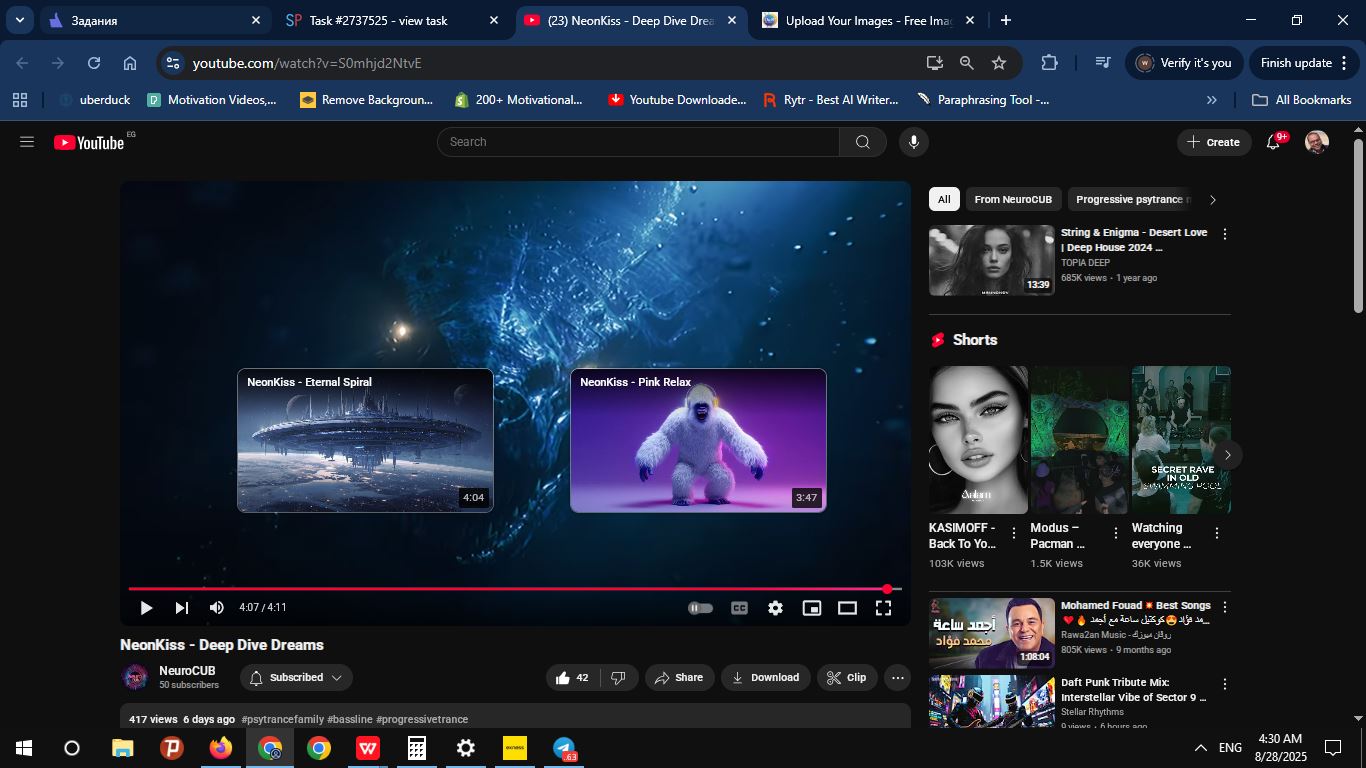 Задания
Task #2737525 - view task
(23) NeonKiss - Deep Dive Drea
Upload Your Images - Free Imag
youtube.com/watch?v=S0mhjd2NtvE
Verify it's you
Finish update
uberduck
Motivation Videos,...
Remove Backgroun...
200+ Motivational...
Youtube Downloade...
Rytr - Best AI Writer...
Paraphrasing Tool -...
All Bookmarks
YouTube EG
Search
Create
9+
All
From NeuroCUB
Progressive psytrance
String & Enigma - Desert Love
| Deep House 2024 ...
TOPIA DEEP
685K views • 1 year ago
13:39
Shorts
NeonKiss - Eternal Spiral
4:04
NeonKiss - Pink Relax
3:47
SECRET RAVE
IN OLD
SWIMMING POOL
KASIMOFF -
Back To Yo...
103K views
Modus –
Pacman ...
1.5K views
Watching
everyone ...
36K views
4:07 / 4:11
CC
NeonKiss - Deep Dive Dreams
NeuroCUB
50 subscribers
Subscribed
42
Share
Download
Clip
417 views 6 days ago #psytrancefamily #bassline #progressivetrance
أجمد ساعة
محمد فؤاد
1:08:04
Mohamed Fouad 💥 Best Songs
❤️🔥 مد فؤاد😍كوكتيل ساعة مع أجمد...
Rawa2an Music - روقان ميوزك
805K views • 9 months ago
Daft Punk Tribute Mix:
Interstellar Vibe of Sector 9 ...
Stellar Rhythms
9 views • 6 hours ago
exness
.63
ENG
4:30 AM
8/28/2025